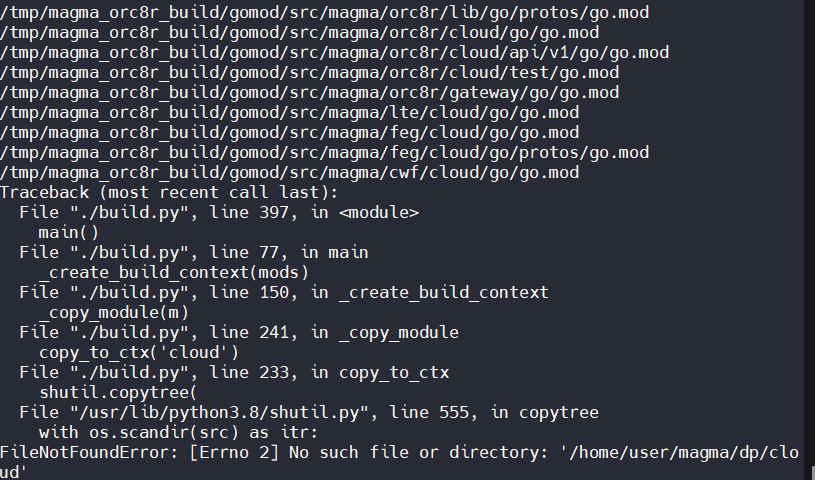 /tmp/magma_orc8r_build/gomod/src/magma/orc8r/lib/go/protos/go.mod
/tmp/magma_orc8r_build/gomod/src/magma/orc8r/cloud/go/go.mod
/tmp/magma_orc8r_build/gomod/src/magma/orc8r/cloud/api/v1/go/go.mod
/tmp/magma_orc8r_build/gomod/src/magma/orc8r/cloud/test/go.mod
/tmp/magma_orc8r_build/gomod/src/magma/orc8r/gateway/go/go.mod
/tmp/magma_orc8r_build/gomod/src/magma/lte/cloud/go/go.mod
/tmp/magma_orc8r_build/gomod/src/magma/feg/cloud/go/go.mod
/tmp/magma_orc8r_build/gomod/src/magma/feg/cloud/go/protos/go.mod
/tmp/magma_orc8r_build/gomod/src/magma/cwf/cloud/go/go.mod
Traceback (most recent call last):
  File "./build.py", line 397, in <module>
    main()
  File "./build.py", line 77, in main
    _create_build_context(mods)
  File "./build.py", line 150, in _create_build_context
    _copy_module(m)
  File "./build.py", line 241, in _copy_module
    copy_to_ctx('cloud')
  File "./build.py", line 233, in copy_to_ctx
    shutil.copytree(
  File "/usr/lib/python3.8/shutil.py", line 555, in copytree
    with os.scandir(src) as itr:
FileNotFoundError: [Errno 2] No such file or directory: '/home/user/magma/dp/clo
ud'